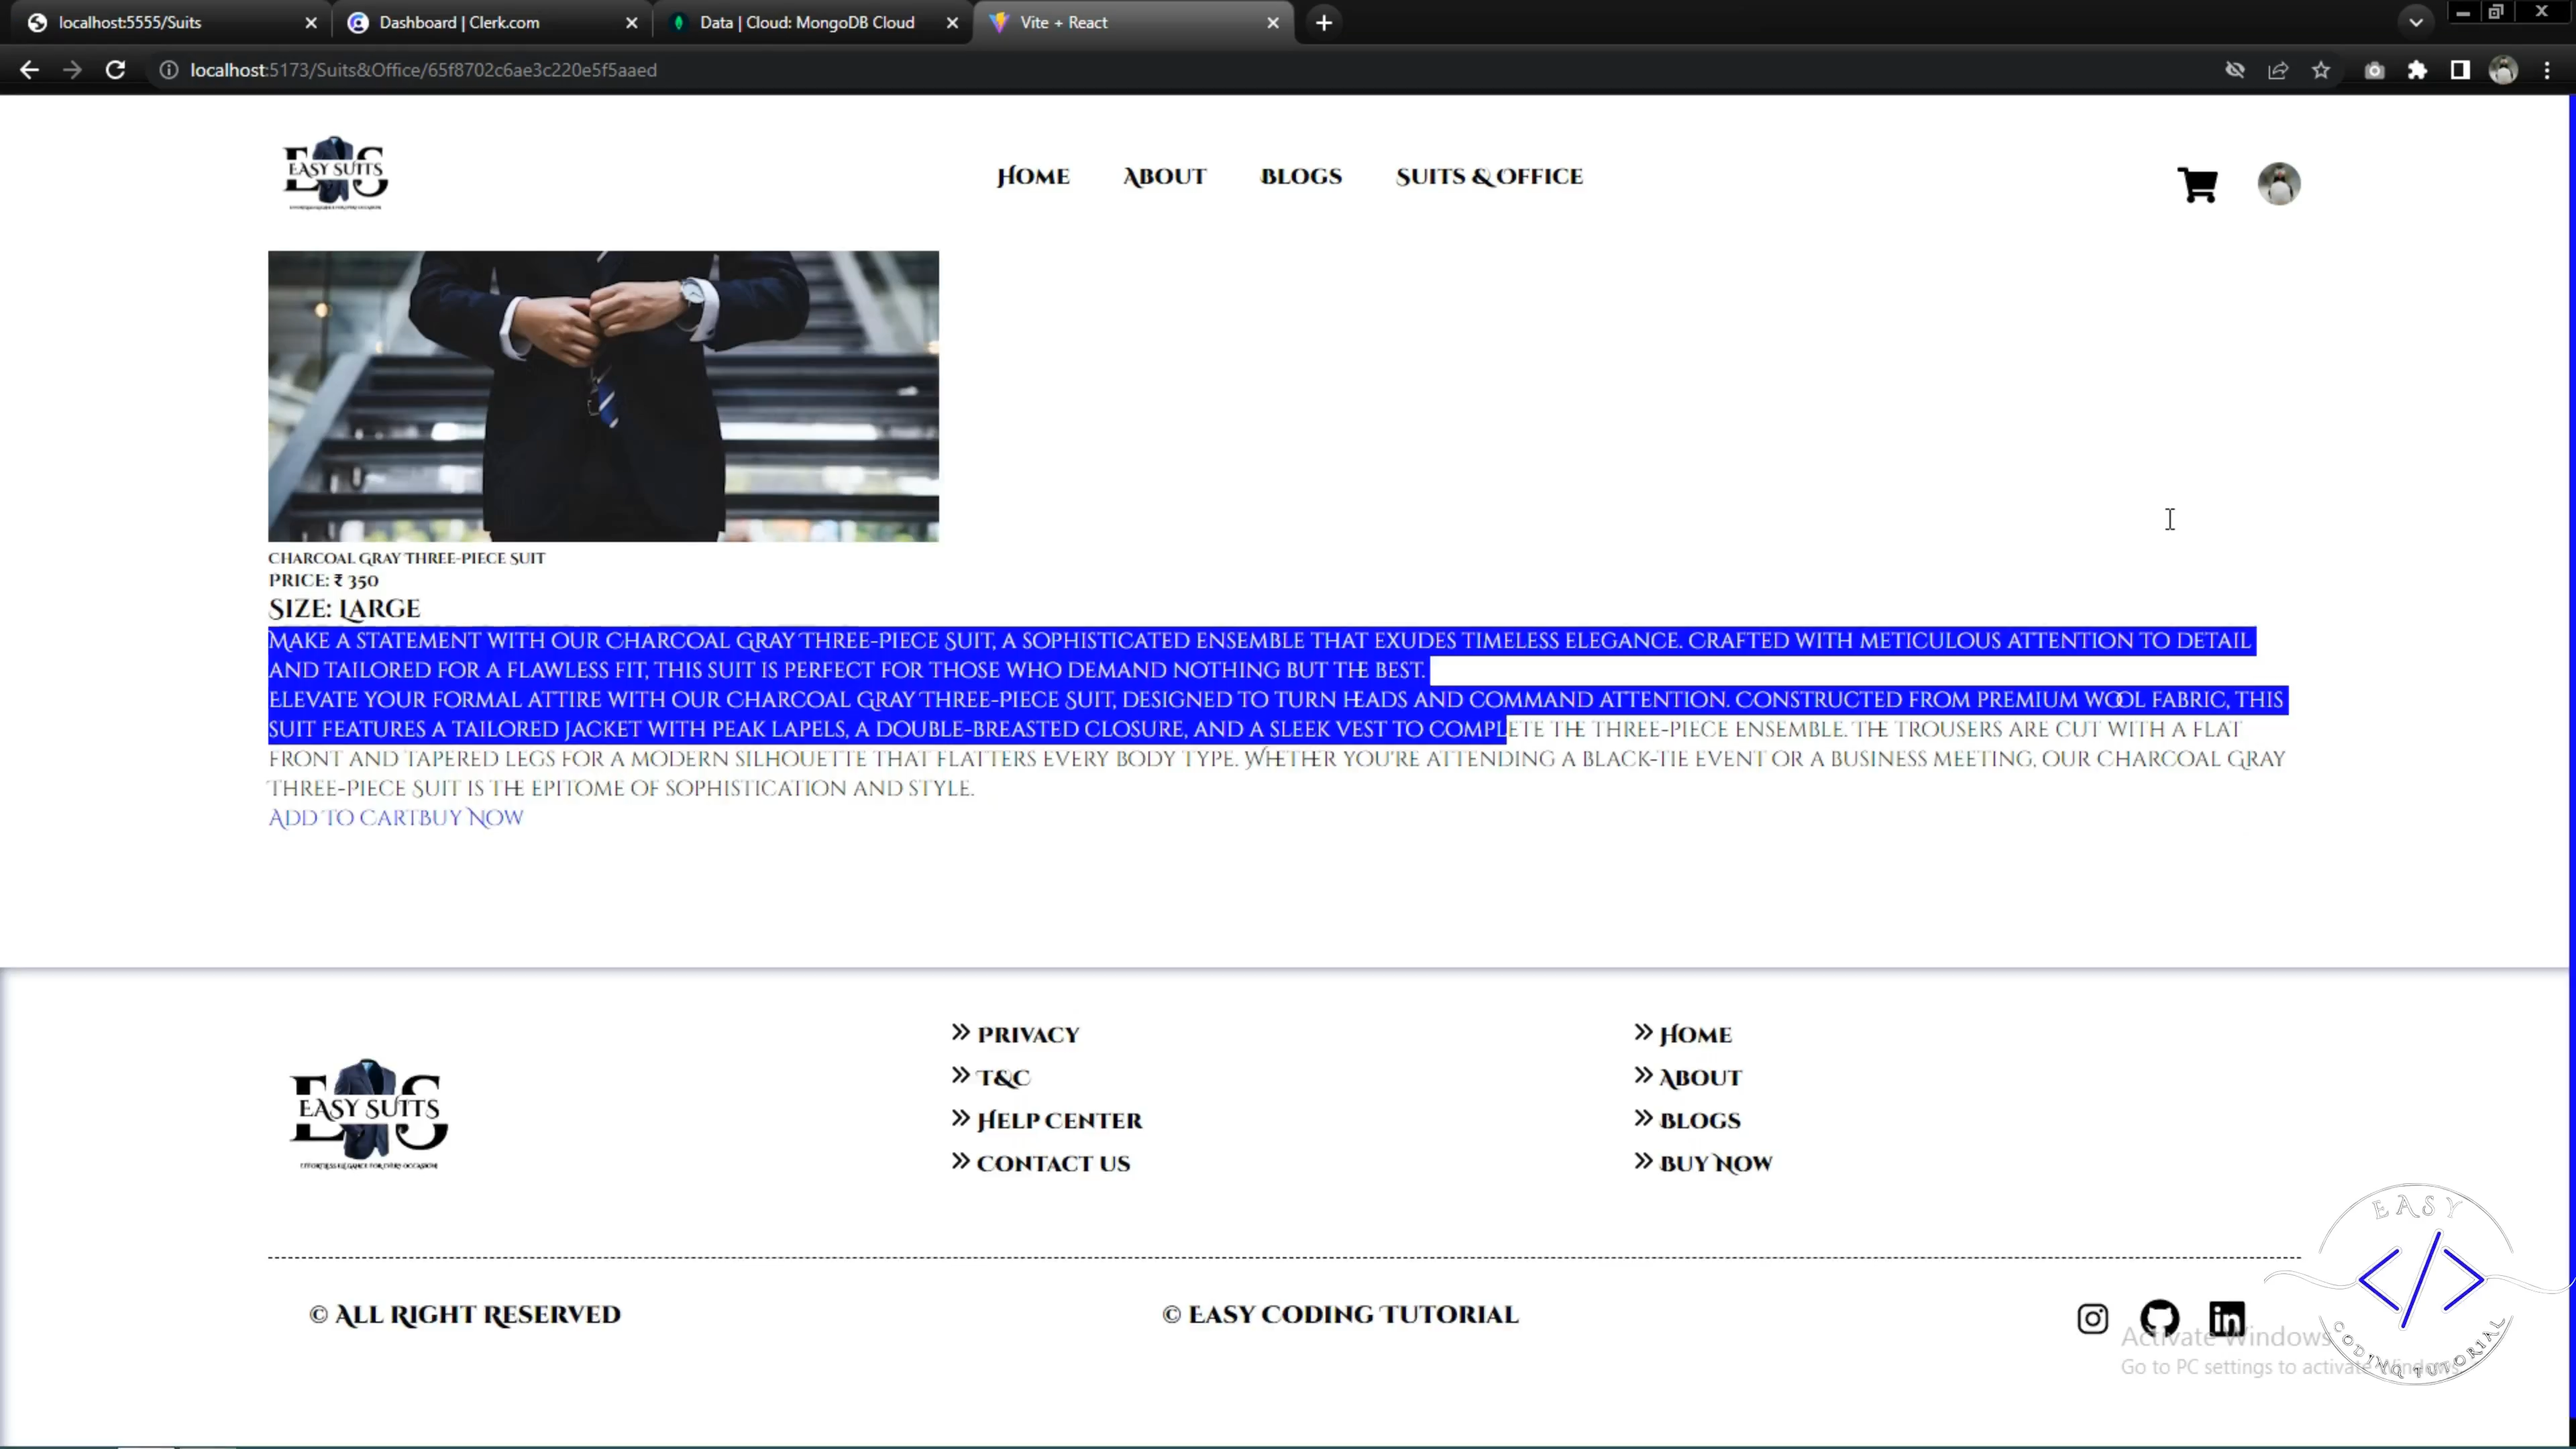 localhost:5555/Suits
Dashboard | Clerk.com
Data | Cloud: MongoDB Cloud
Vite + React
localhost:5173/Suits&Office/65f8702c6ae3c220e5f5aaed
EASY SUITS
Home
About
Blogs
Suits & Office
Charcoal Gray Three-Piece Suit
Price: ₹ 350
Size: Large
Make a statement with our Charcoal Gray Three-Piece Suit, a sophisticated ensemble that exudes timeless elegance. Crafted with meticulous attention to detail
and tailored for a flawless fit, this suit is perfect for those who demand nothing but the best.
Elevate your formal attire with our Charcoal Gray Three-Piece Suit, designed to turn heads and command attention. Constructed from premium wool fabric, this
suit features a tailored jacket with peak lapels, a double-breasted closure, and a sleek vest to complete the three-piece ensemble. The trousers are cut with a flat
front and tapered legs for a modern silhouette that flatters every body type. Whether you're attending a black-tie event or a business meeting, our Charcoal Gray
Three-Piece Suit is the epitome of sophistication and style.
Add To CartBuy Now
ES
EASY SUITS
EFFORTLESS ELEGANCE FOR EVERY OCCASION
Privacy
T&C
Help Center
Contact Us
Home
About
Blogs
Buy Now
© All Right Reserved
© Easy Coding Tutorial
Activate Windows
Go to PC settings to activate Windows.
EASY
CODING TUTORIAL